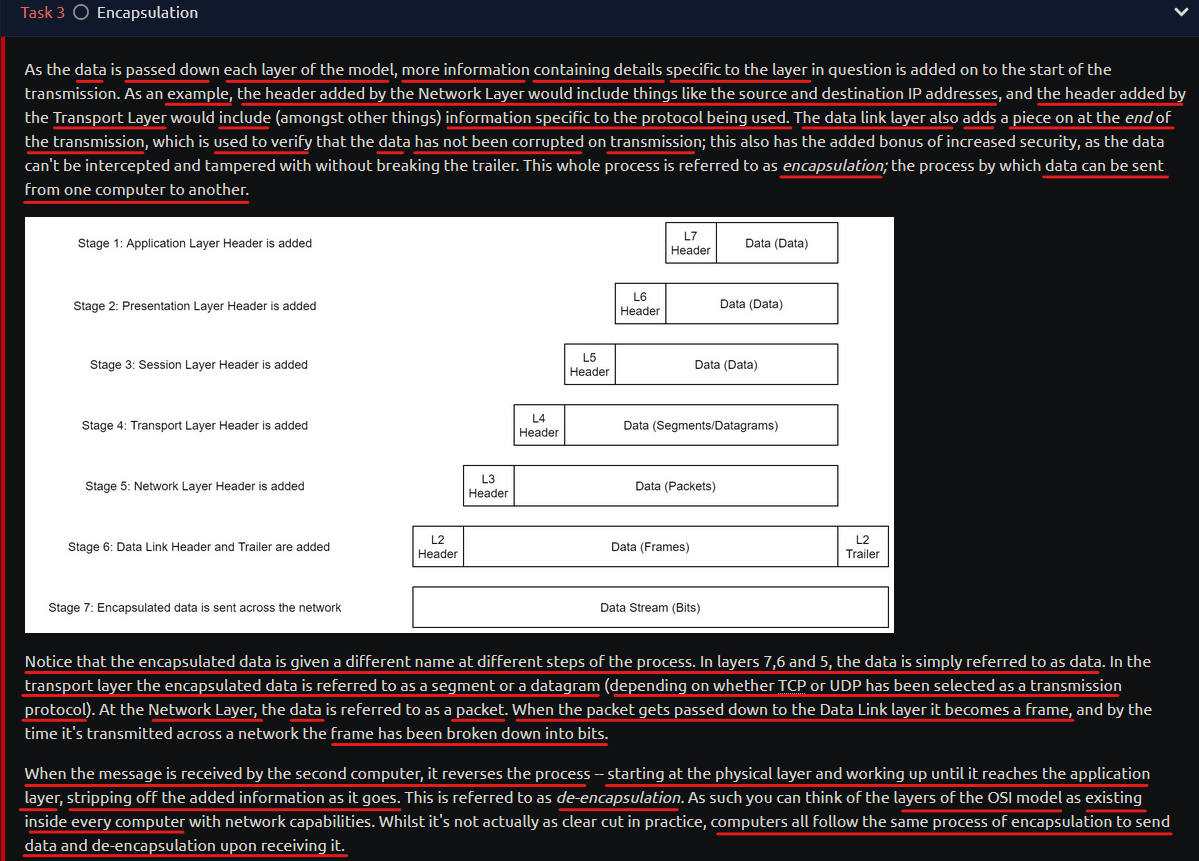 Task 3 Encapsulation
As the data is passed down each layer of the model, more information containing details specific to the layer in question is added on to the start of the
transmission. As an example, the header added by the Network Layer would include things like the source and destination IP addresses, and the header added by
the Transport Layer would include (amongst other things) information specific to the protocol being used. The data link layer also adds a piece on at the end of
the transmission, which is used to verify that the data has not been corrupted on transmission; this also has the added bonus of increased security, as the data
can't be intercepted and tampered with without breaking the trailer. This whole process is referred to as encapsulation; the process by which data can be sent
from one computer to another.
Stage 1: Application Layer Header is added
L7
Header
Data (Data)
Stage 2: Presentation Layer Header is added
L6
Header
Data (Data)
Stage 3: Session Layer Header is added
L5
Header
Data (Data)
Stage 4: Transport Layer Header is added
L4
Header
Data (Segments/Datagrams)
Stage 5: Network Layer Header is added
L3
Header
Data (Packets)
Stage 6: Data Link Header and Trailer are added
L2
Header
Data (Frames)
L2
Trailer
Stage 7: Encapsulated data is sent across the network
Data Stream (Bits)
Notice that the encapsulated data is given a different name at different steps of the process. In layers 7,6 and 5, the data is simply referred to as data. In the
transport layer the encapsulated data is referred to as a segment or a datagram (depending on whether TCP or UDP has been selected as a transmission
protocol). At the Network Layer, the data is referred to as a packet. When the packet gets passed down to the Data Link layer it becomes a frame, and by the
time it's transmitted across a network the frame has been broken down into bits.
When the message is received by the second computer, it reverses the process -- starting at the physical layer and working up until it reaches the application
layer, stripping off the added information as it goes. This is referred to as de-encapsulation. As such you can think of the layers of the OSI model as existing
inside every computer with network capabilities. Whilst it's not actually as clear cut in practice, computers all follow the same process of encapsulation to send
data and de-encapsulation upon receiving it.